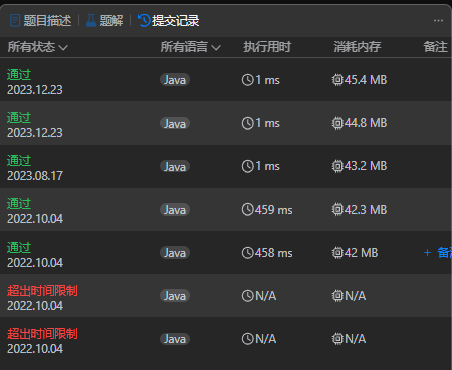 题目描述 | 题解 | 提交记录
所有状态 所有语言 执行用时 消耗内存 备注
通过
2023.12.23
Java 1 ms 45.4 MB
通过
2023.12.23
Java 1 ms 44.8 MB
通过
2023.08.17
Java 1 ms 43.2 MB
通过
2022.10.04
Java 459 ms 42.3 MB
通过
2022.10.04
Java 458 ms 42 MB + 备注
超出时间限制
2022.10.04
Java N/A N/A
超出时间限制
2022.10.04
Java N/A N/A